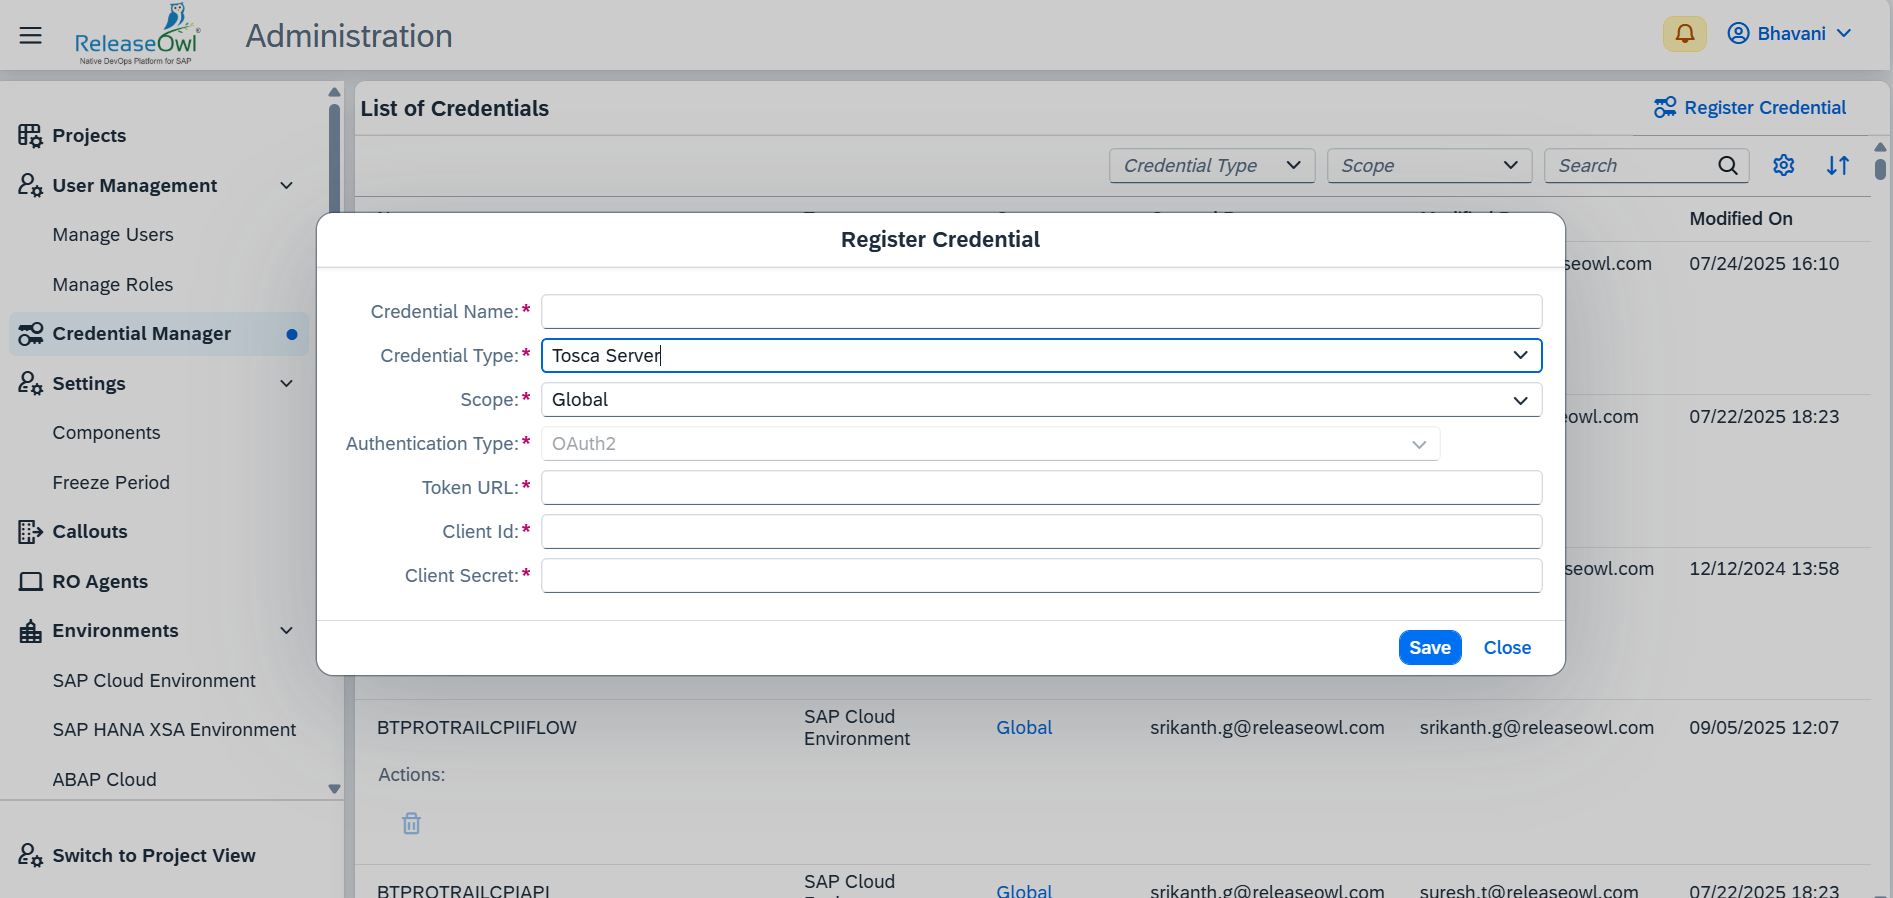 ReleaseOwl®
Native DevOps Platform for SAP
Administration
Bhavani
Projects
User Management
Manage Users
Manage Roles
Credential Manager
Settings
Components
Freeze Period
Callouts
RO Agents
Environments
SAP Cloud Environment
SAP HANA XSA Environment
ABAP Cloud
Switch to Project View
List of Credentials
Register Credential
Credential Type
Scope
Search
Modified On
seowl.com 07/24/2025 16:10
owl.com 07/22/2025 18:23
seowl.com 12/12/2024 13:58
Register Credential
Credential Name:*
Credential Type:* Tosca Server
Scope:* Global
Authentication Type:* OAuth2
Token URL:*
Client Id:*
Client Secret:*
Save Close
BTPROTRAILCPIIFLOW SAP Cloud Environment Global srikanth.g@releaseowl.com srikanth.g@releaseowl.com 09/05/2025 12:07
Actions:
BTPROTRAILCPIAPI SAP Cloud Global srikanth.g@releaseowl.com suresh.t@releaseowl.com 07/22/2025 18:23